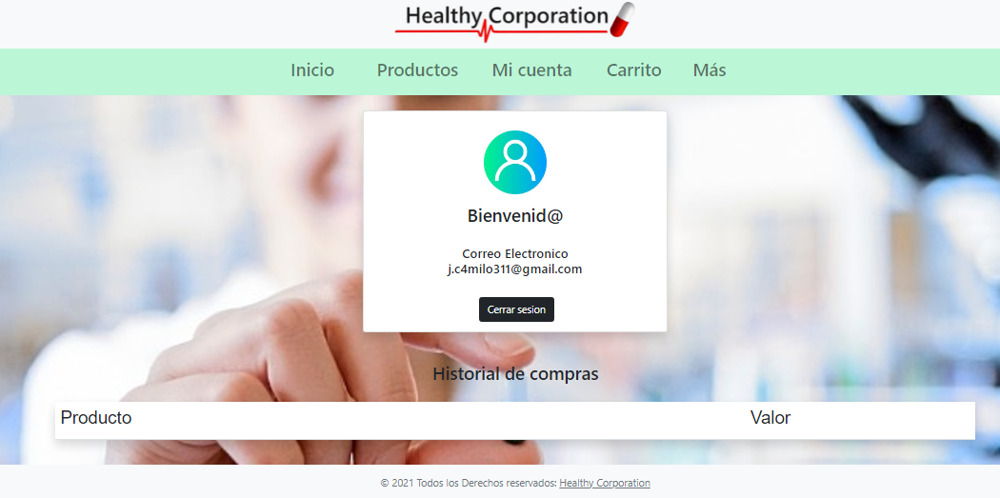 Healthy Corporation
Inicio Productos Mi cuenta Carrito Más
Bienvenid@
Correo Electronico
j.c4milo311@gmail.com
Cerrar sesion
Historial de compras
Producto Valor
© 2021 Todos los Derechos reservados: Healthy Corporation